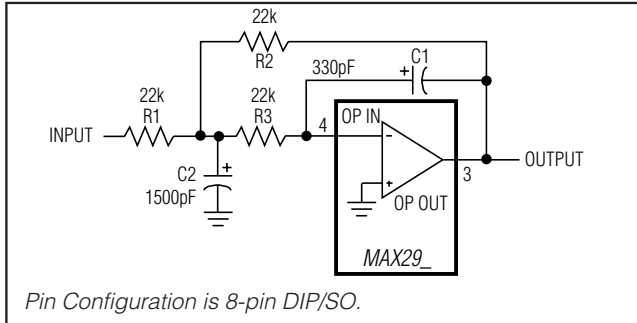 22k
R2
C1
330pF
+
22k
R1
22k
R3
INPUT
4
OP IN
-
+
C2
1500pF
+
3
OUTPUT
OP OUT
MAX29_
Pin Configuration is 8-pin DIP/SO.